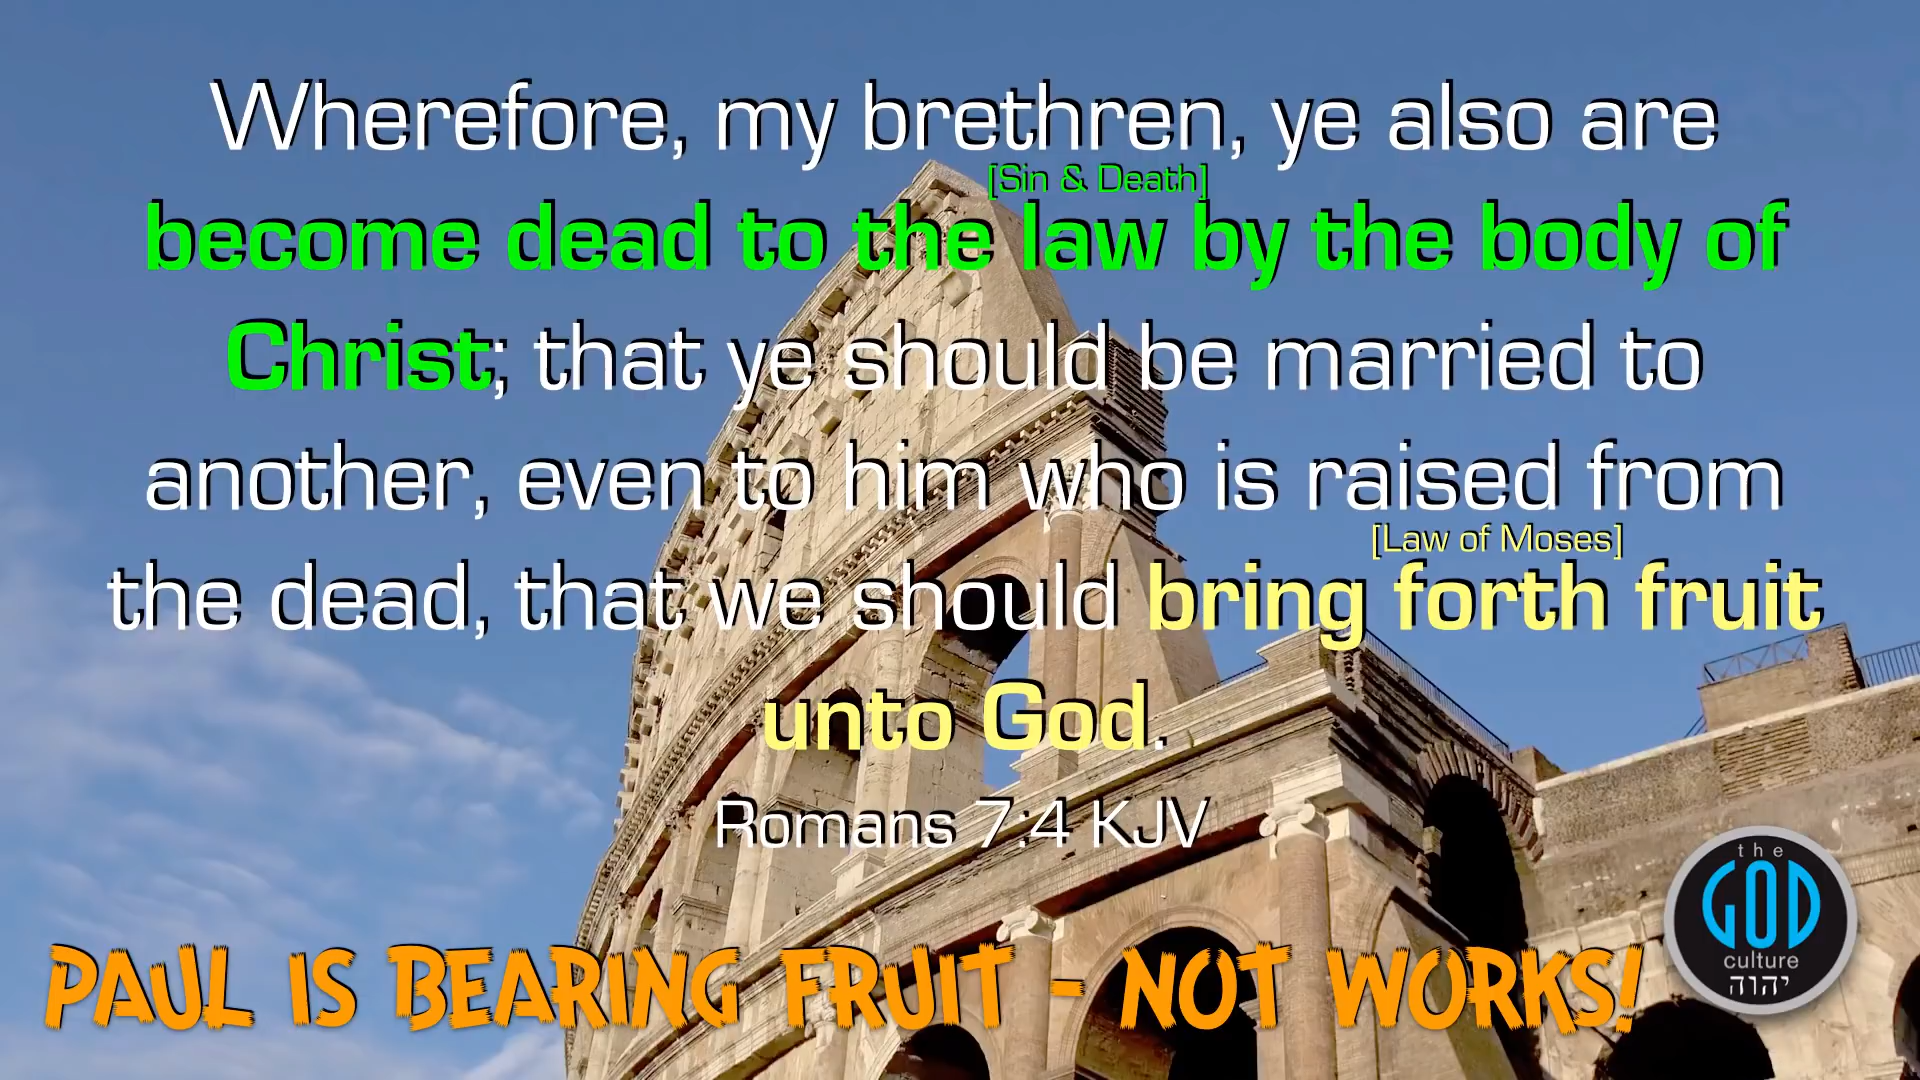 Wherefore, my brethren, ye also are
[Sin & Death]
become dead to the law by the body of
Christ; that ye should be married to
another, even to him who is raised from
[Law of Moses]
the dead, that we should bring forth fruit
unto God.
Romans 7:4 KJV
PAUL IS BEARING FRUIT - NOT WORKS!
the
GOD
culture
יהוה